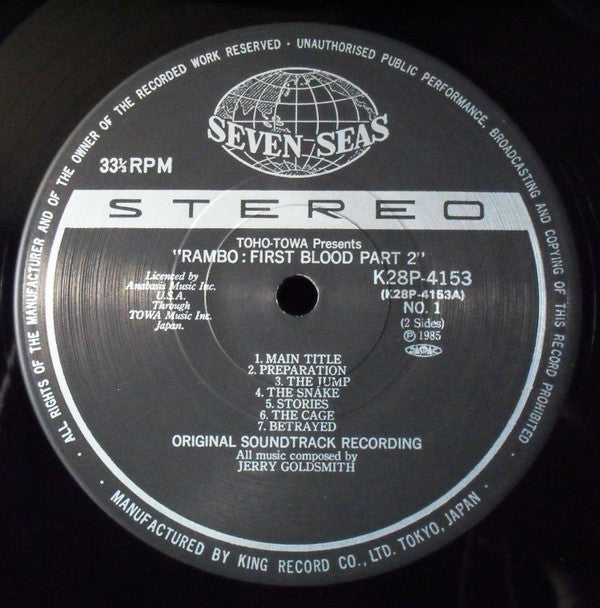 · ALL RIGHTS OF THE MANUFACTURER AND OF THE OWNER OF THE RECORDED WORK RESERVED · UNAUTHORISED PUBLIC PERFORMANCE, BROADCASTING AND COPYING OF THIS RECORD PROHIBITED ·
SEVEN SEAS
33⅓ RPM
STEREO
TOHO-TOWA Presents
"RAMBO: FIRST BLOOD PART 2"
Licenced by
Anabasis Music Inc.
U.S.A.
Through
TOWA Music Inc.
Japan.
K28P-4153
(K28P-4153A)
NO. 1
(2 Sides)
Ⓟ 1985
1. MAIN TITLE
2. PREPARATION
3. THE JUMP
4. THE SNAKE
5. STORIES
6. THE CAGE
7. BETRAYED
ORIGINAL SOUNDTRACK RECORDING
All music composed by
JERRY GOLDSMITH
· MANUFACTURED BY KING RECORD CO., LTD. TOKYO, JAPAN ·